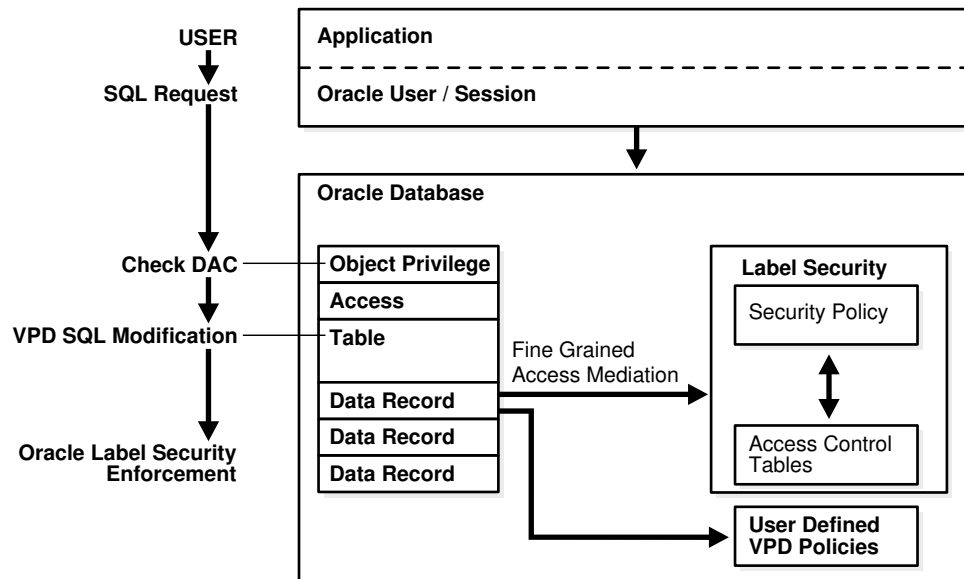 USER
SQL Request
Check DAC
VPD SQL Modification
Oracle Label Security
Enforcement
Application
Oracle User / Session
Oracle Database
Object Privilege
Access
Table
Data Record
Data Record
Data Record
Fine Grained
Access Mediation
Label Security
Security Policy
Access Control
Tables
User Defined
VPD Policies